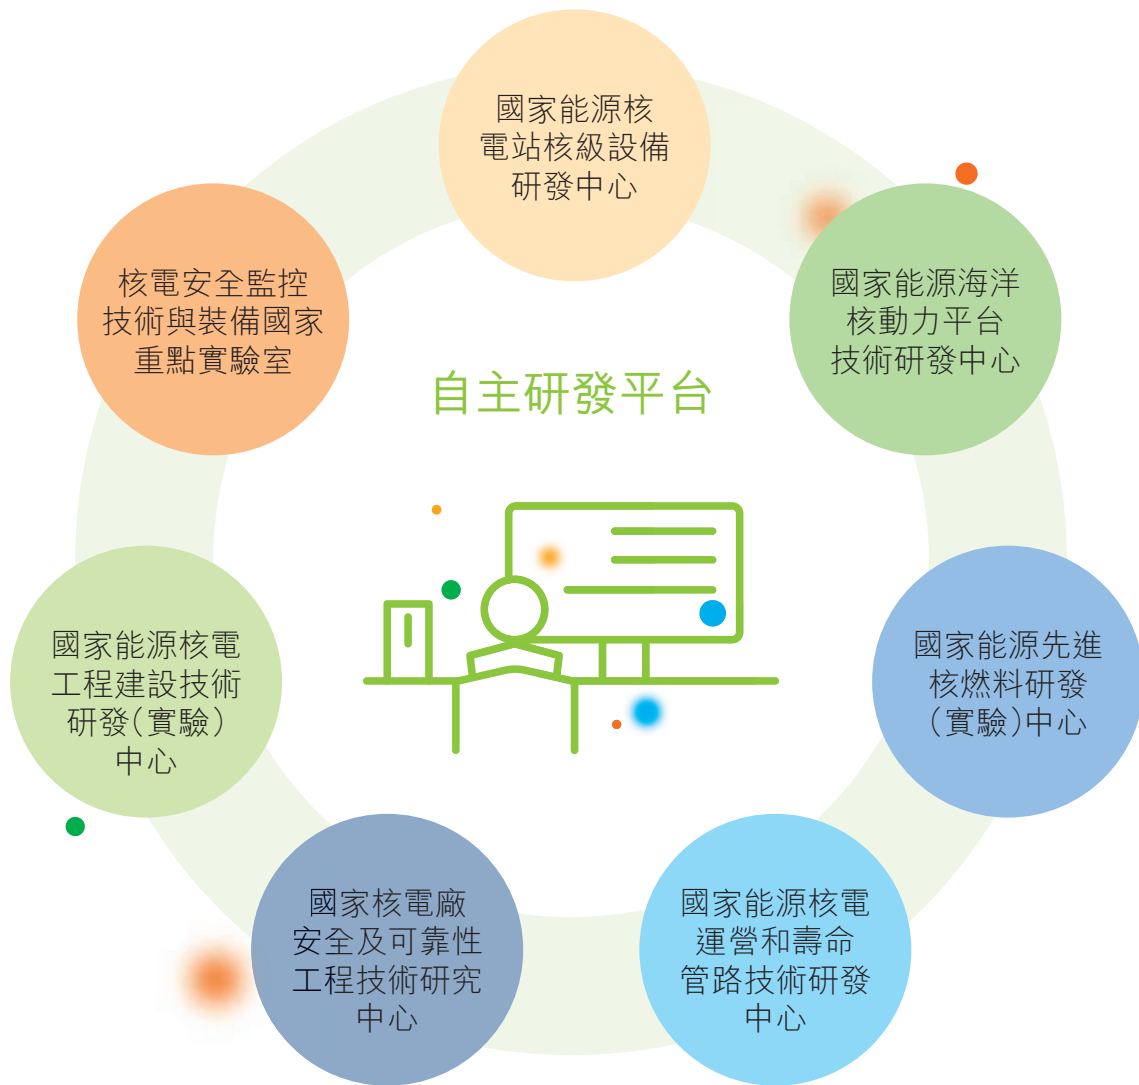 國家能源核
電站核級設備
研發中心
國家能源海洋
核動力平台
技術研發中心
國家能源先進
核燃料研發
（實驗）中心
國家能源核電
運營和壽命
管路技術研發
中心
國家核電廠
安全及可靠性
工程技術研究
中心
國家能源核電
工程建設技術
研發（實驗）
中心
核電安全監控
技術與裝備國家
重點實驗室
自主研發平台